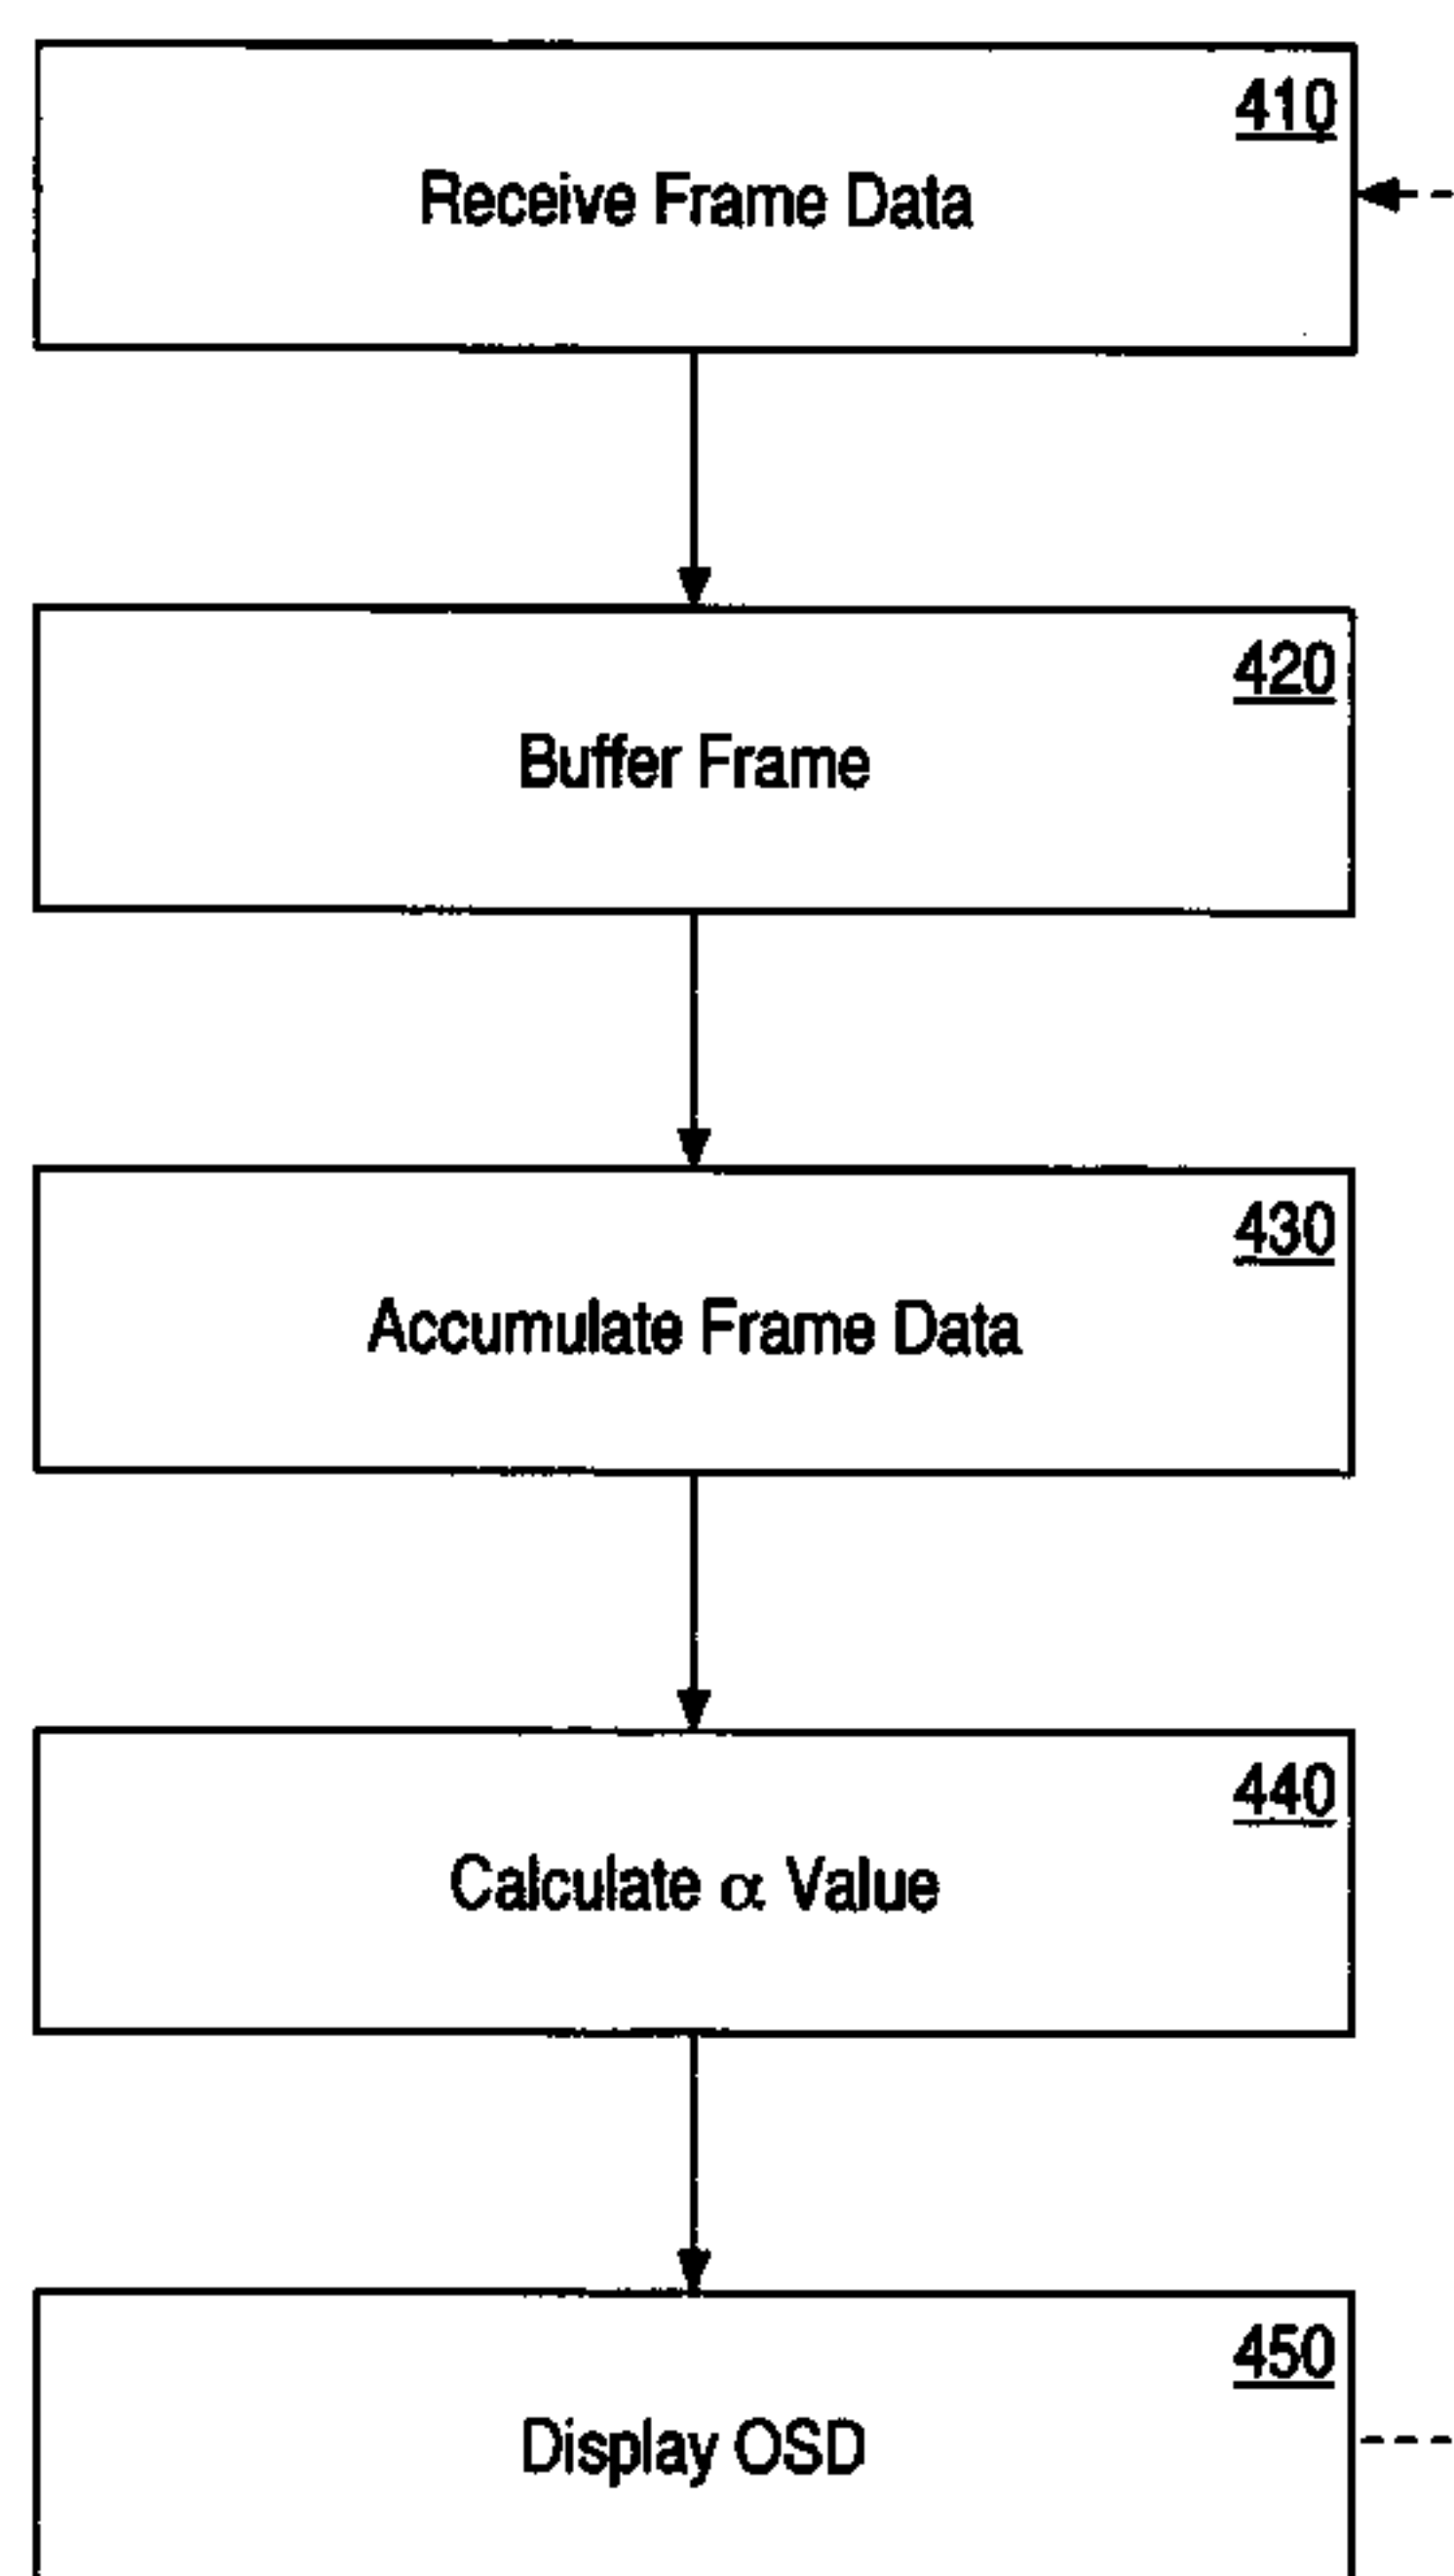 410
Receive Frame Data
420
Buffer Frame
430
Accumulate Frame Data
440
Calculate α Value
450
Display OSD